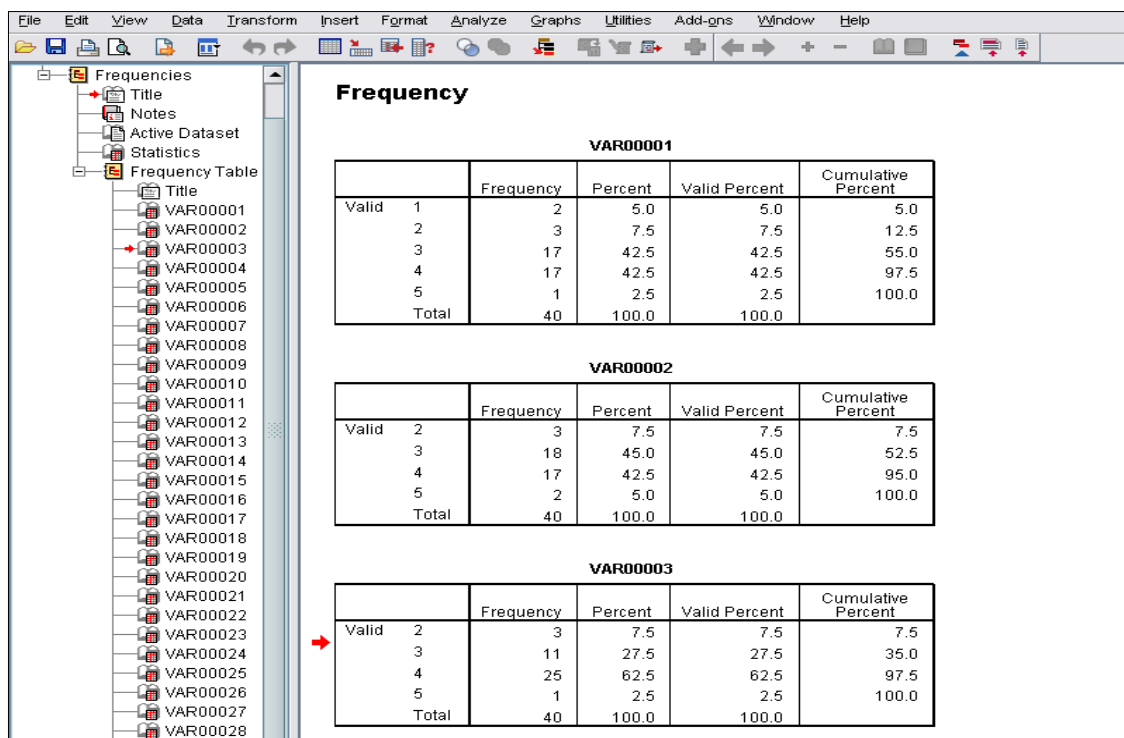 File Edit View Data Transform Insert Format Analyze Graphs Utilities Add-ons Window Help
Frequencies
Title
Notes
Active Dataset
Statistics
Frequency Table
Title
VAR00001
VAR00002
VAR00003
VAR00004
VAR00005
VAR00006
VAR00007
VAR00008
VAR00009
VAR00010
VAR00011
VAR00012
VAR00013
VAR00014
VAR00015
VAR00016
VAR00017
VAR00018
VAR00019
VAR00020
VAR00021
VAR00022
VAR00023
VAR00024
VAR00025
VAR00026
VAR00027
VAR00028
Frequency
VAR00001
Frequency Percent Valid Percent Cumulative Percent
Valid 1 2 5.0 5.0 5.0
2 3 7.5 7.5 12.5
3 17 42.5 42.5 55.0
4 17 42.5 42.5 97.5
5 1 2.5 2.5 100.0
Total 40 100.0 100.0
VAR00002
Frequency Percent Valid Percent Cumulative Percent
Valid 2 3 7.5 7.5 7.5
3 18 45.0 45.0 52.5
4 17 42.5 42.5 95.0
5 2 5.0 5.0 100.0
Total 40 100.0 100.0
VAR00003
Frequency Percent Valid Percent Cumulative Percent
Valid 2 3 7.5 7.5 7.5
3 11 27.5 27.5 35.0
4 25 62.5 62.5 97.5
5 1 2.5 2.5 100.0
Total 40 100.0 100.0